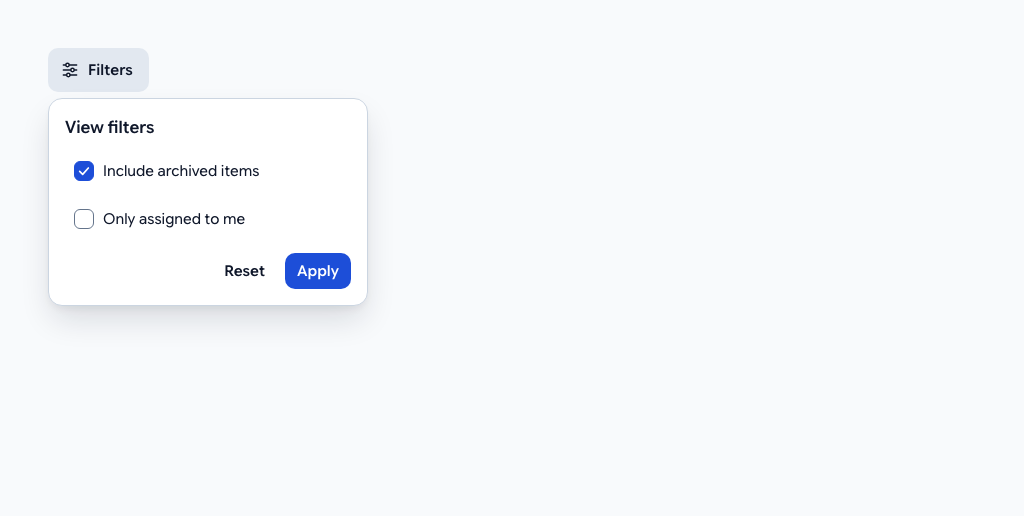 Filters
View filters
Include archived items
Only assigned to me
Reset Apply